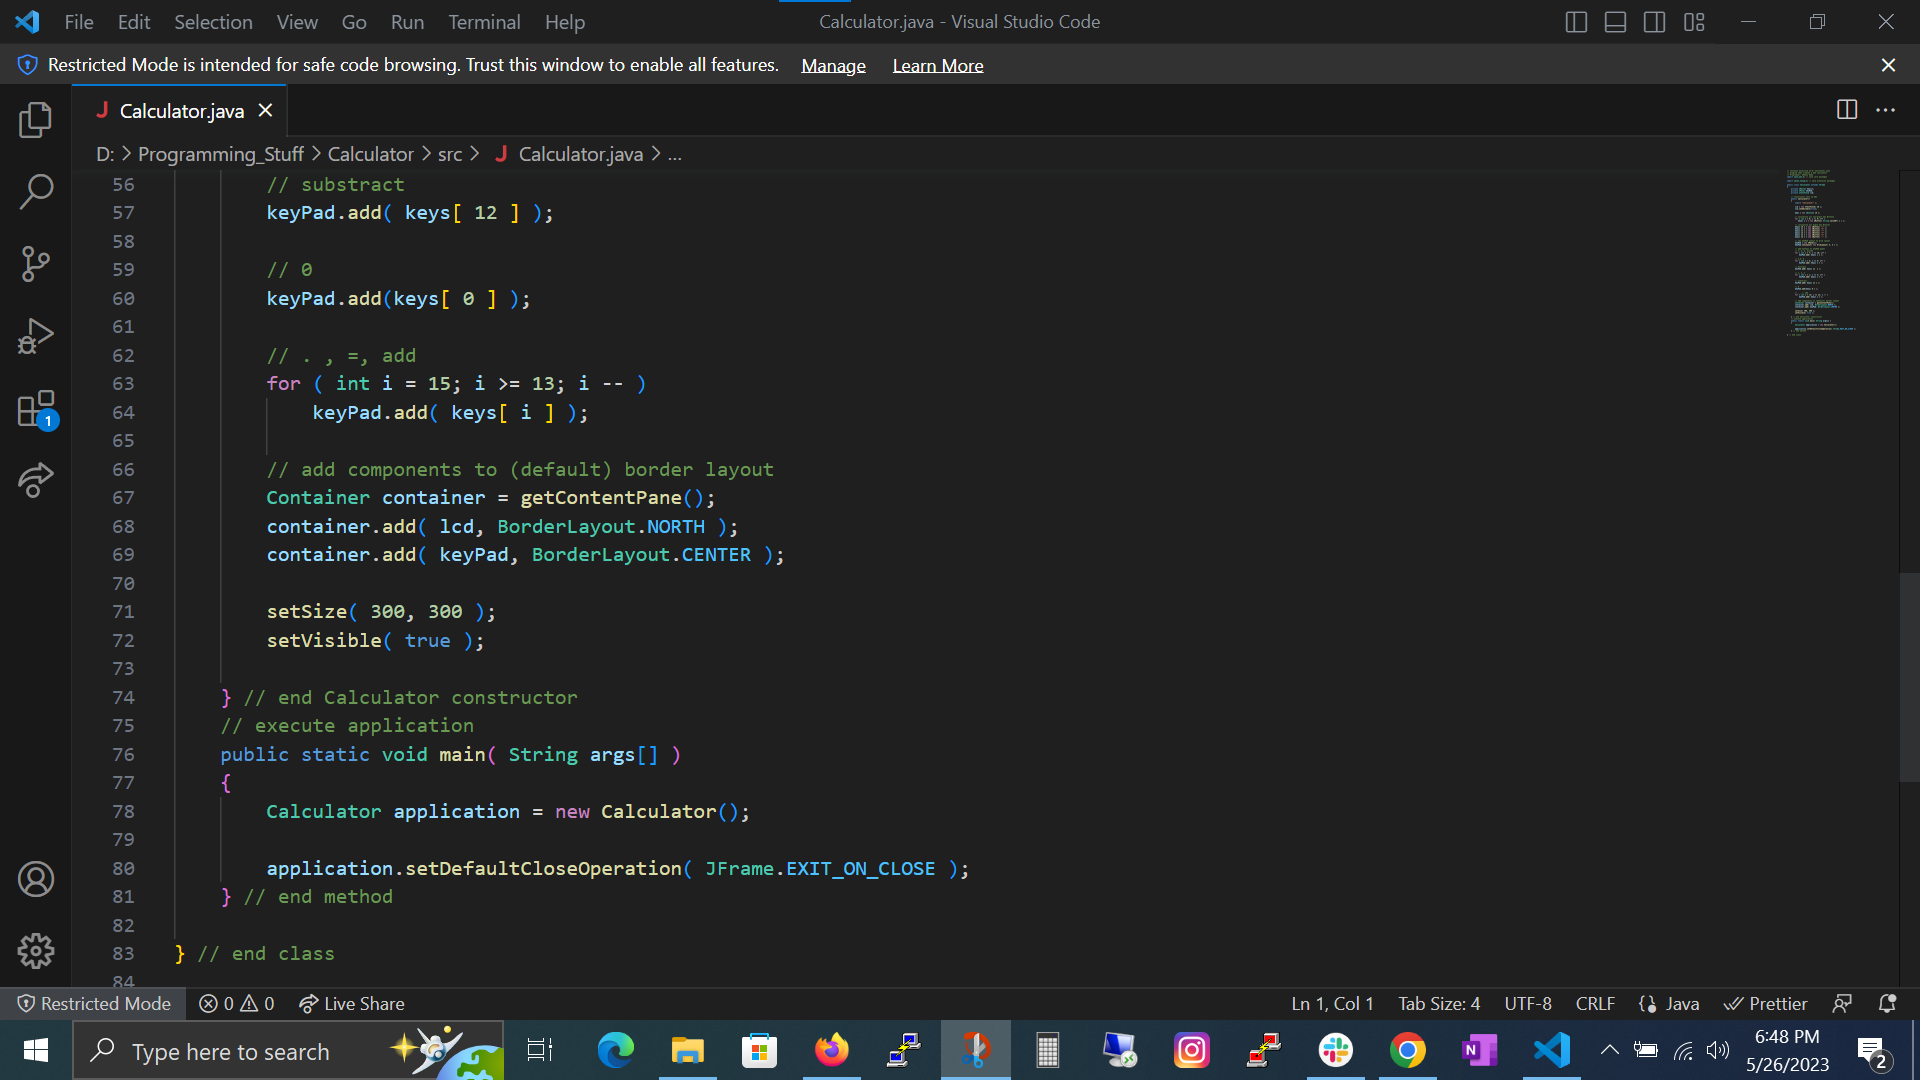 File Edit Selection View Go Run Terminal Help Calculator.java - Visual Studio Code
Restricted Mode is intended for safe code browsing. Trust this window to enable all features. Manage Learn More
J Calculator.java
D: > Programming_Stuff > Calculator > src > J Calculator.java > ...
56 // substract
57 keyPad.add( keys[ 12 ] );
58
59 // 0
60 keyPad.add(keys[ 0 ] );
61
62 // . , =, add
63 for ( int i = 15; i >= 13; i -- )
64 keyPad.add( keys[ i ] );
65
66 // add components to (default) border layout
67 Container container = getContentPane();
68 container.add( lcd, BorderLayout.NORTH );
69 container.add( keyPad, BorderLayout.CENTER );
70
71 setSize( 300, 300 );
72 setVisible( true );
73
74 } // end Calculator constructor
75 // execute application
76 public static void main( String args[] )
77 {
78 Calculator application = new Calculator();
79
80 application.setDefaultCloseOperation( JFrame.EXIT_ON_CLOSE );
81 } // end method
82
83 } // end class
84
1
Restricted Mode 0 0 Live Share Ln 1, Col 1 Tab Size: 4 UTF-8 CRLF {} Java Prettier
Type here to search
N
6:48 PM
5/26/2023
2